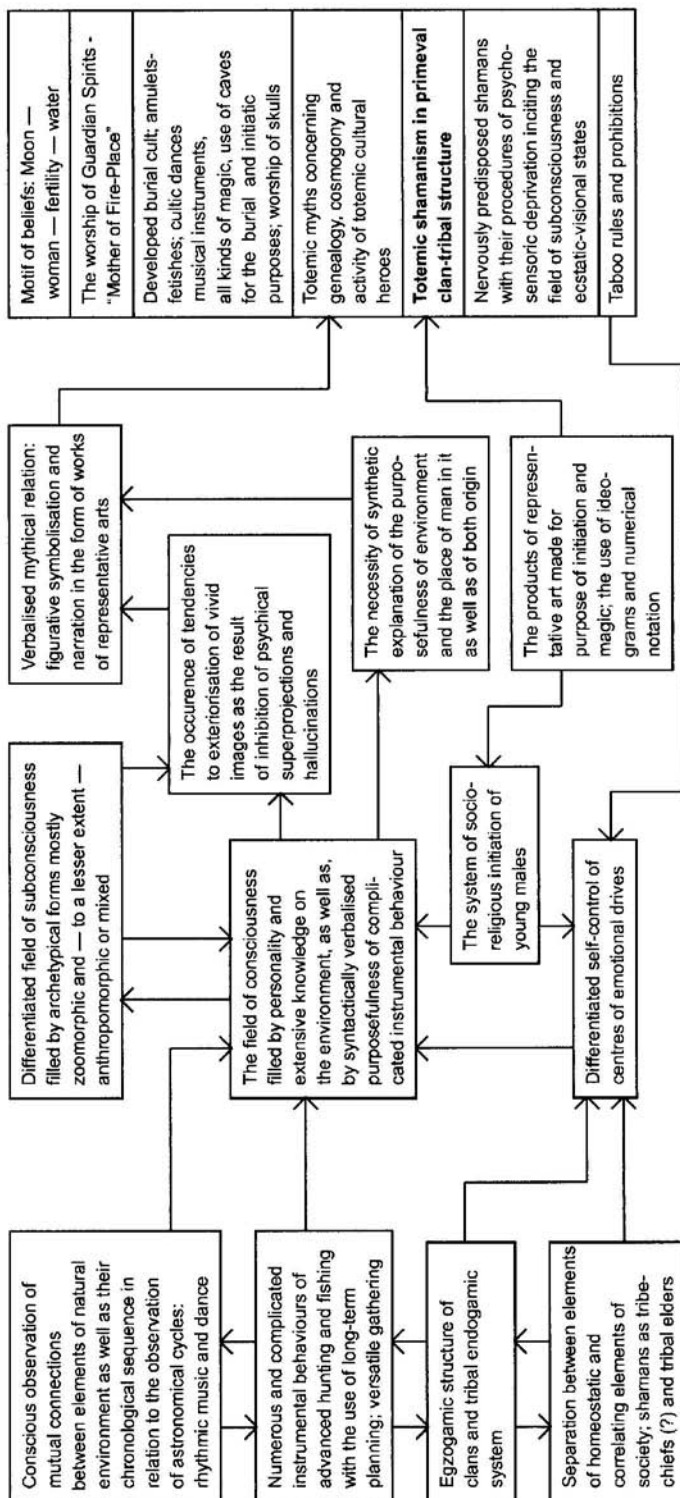 Conscious observation of
mutual connections
between elements of natural
environment as well as their
chronological sequence in
relation to the observation
of astronomical cycles;
rhythmic music and dance
Numerous and complicated
instrumental behaviours of
advanced hunting and fishing
with the use of long-term
planning; versatile gathering
Egzogamic structure of
clans and tribal endogamic
system
Separation between elements
of homeostatic and
correlating elements of
society; shamans as tribe-
chiefs (?) and tribal elders
Differentiated field of subconsciousness
filled by archetypical forms mostly
zoomorphic and — to a lesser extent —
anthropomorphic or mixed
The field of consciousness
filled by personality and
extensive knowledge on
the environment, as well as,
by syntactically verbalised
purposefulness of compli-
cated instrumental behaviour
The system of socio-
religious initiation of
young males
Differentiated self-control of
centres of emotional drives
Verbalised mythical relation:
figurative symbolisation and
narration in the form of works
of representative arts
The occurence of tendencies
to exteriorisation of vivid
images as the result
of inhibition of psychical
superprojections and
hallucinations
The necessity of synthetic
explanation of the purpo-
sefulness of environment
and the place of man in it
as well as of both origin
The products of represen-
tative art made for
purpose of initiation and
magic; the use of ideo-
grams and numerical
notation
Motif of beliefs: Moon —
woman — fertility — water
The worship of Guardian Spirits -
“Mother of Fire-Place”
Developed burial cult; amulets-
fetishes; cultic dances
musical instruments,
all kinds of magic, use of caves
for the burial and initiatic
purposes; worship of skulls
Totemic myths concerning
genealogy, cosmogony and
activity of totemic cultural
heroes
Totemic shamanism in primeval
clan-tribal structure
Nervously predisposed shamans
with their procedures of psycho-
sensoric deprivation inciting the
field of subconsciousness and
ecstatic-visional states
Taboo rules and prohibitions